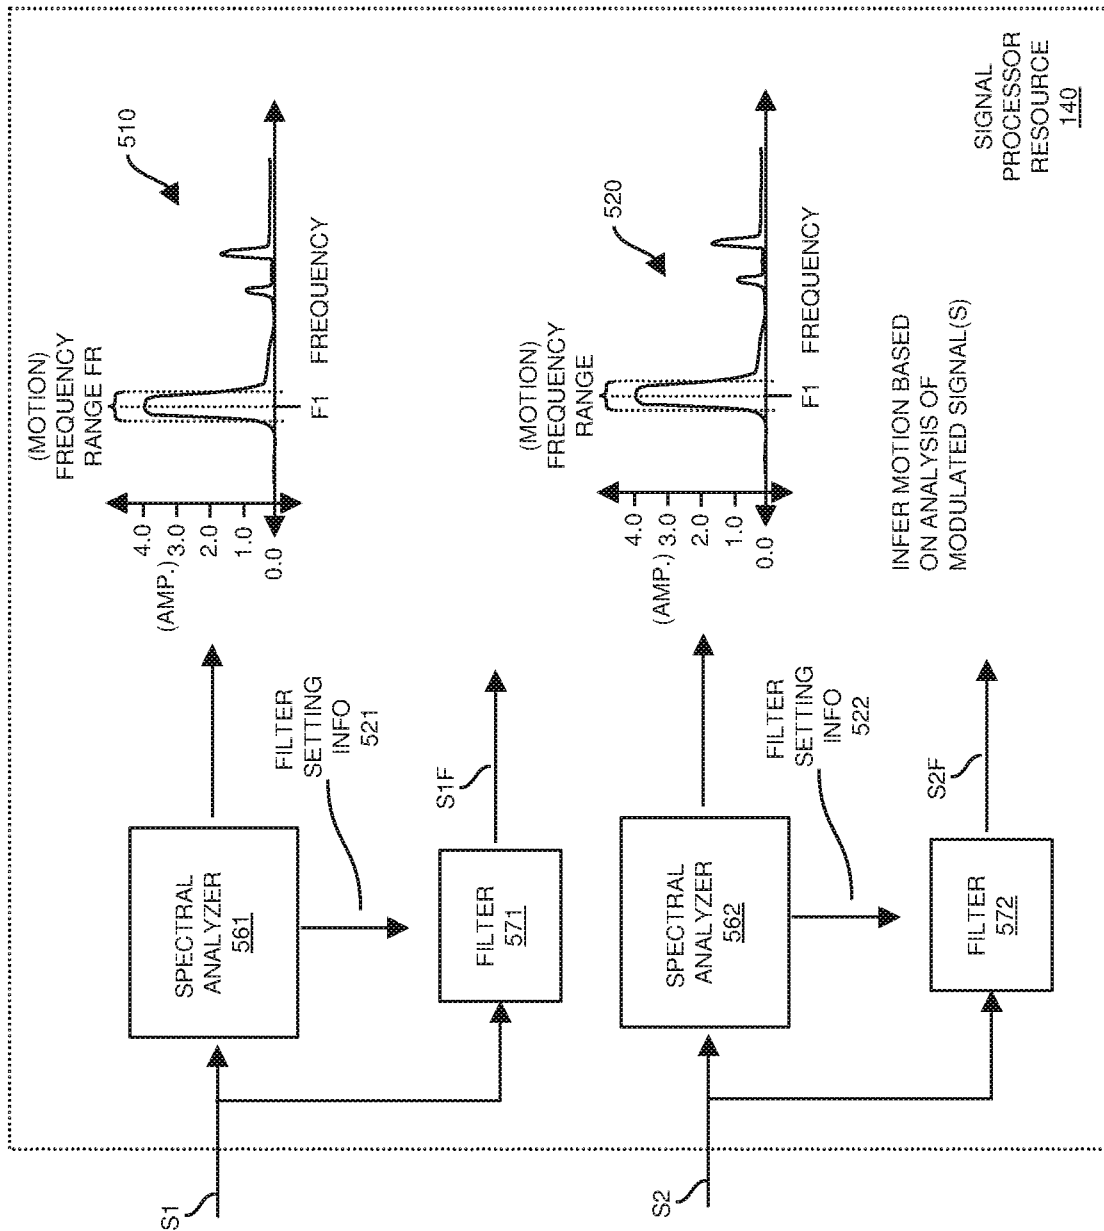 S1
SPECTRAL
ANALYZER
561
FILTER
SETTING
INFO
521
FILTER
571
S1F
(MOTION)
FREQUENCY
RANGE FR
510
(AMP.)
4.0
3.0
2.0
1.0
0.0
F1
FREQUENCY
S2
SPECTRAL
ANALYZER
562
FILTER
SETTING
INFO
522
FILTER
572
S2F
(MOTION)
FREQUENCY
RANGE
520
(AMP.)
4.0
3.0
2.0
1.0
0.0
F1
FREQUENCY
INFER MOTION BASED
ON ANALYSIS OF
MODULATED SIGNAL(S)
SIGNAL
PROCESSOR
RESOURCE
140